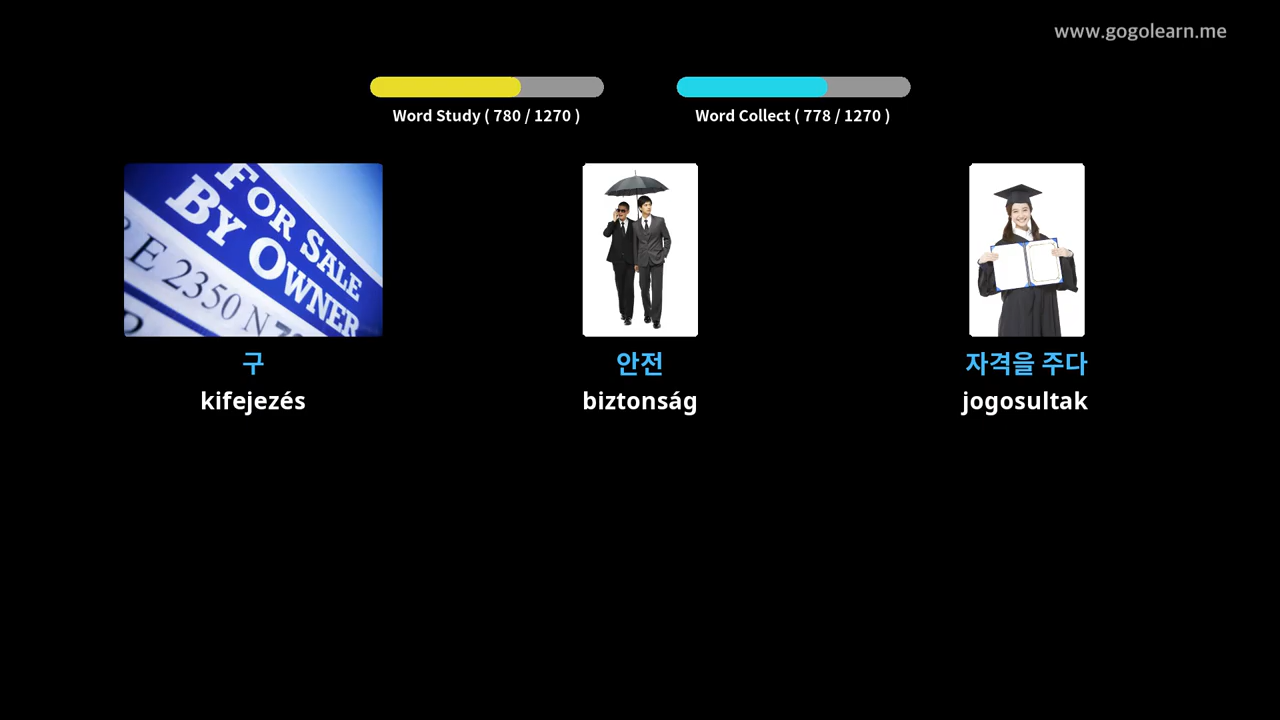 www.gogolearn.me
Word Study ( 780 / 1270 )
Word Collect ( 778 / 1270 )
FOR SALE
BY OWNER
E 2350 N
구
kifejezés
안전
biztonság
자격을 주다
jogosultak